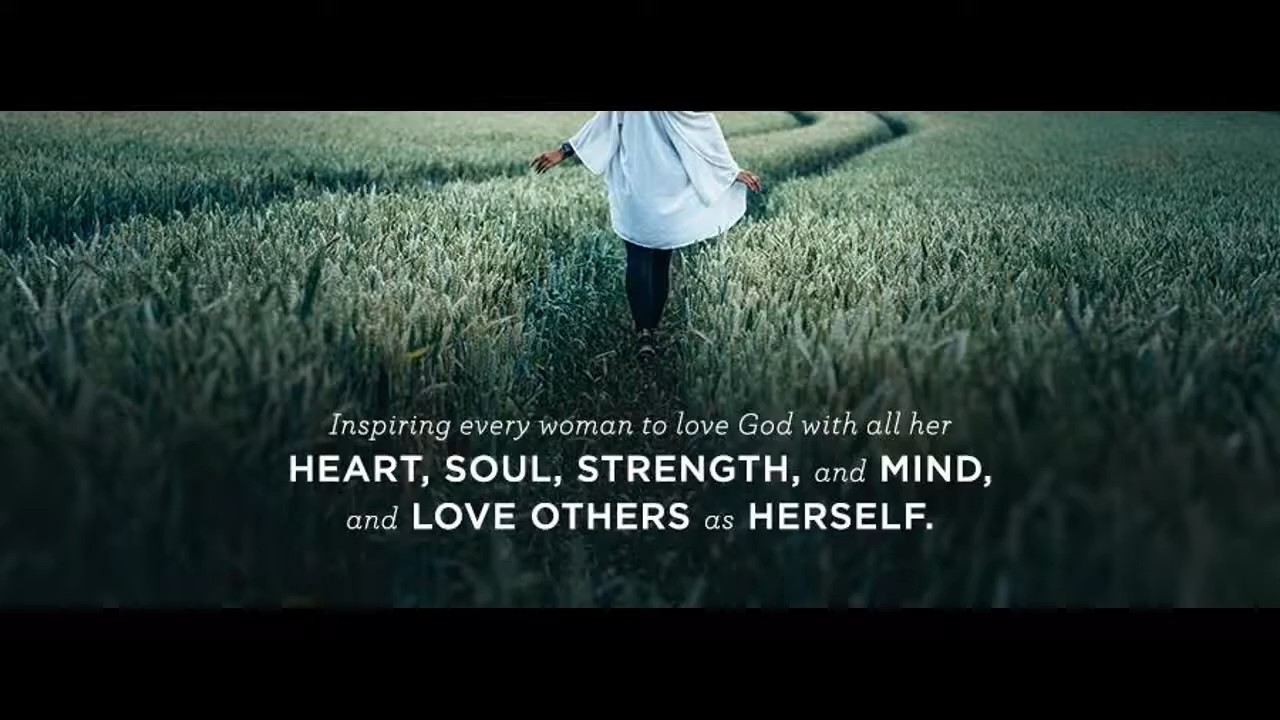 Inspiring every woman to love God with all her
HEART, SOUL, STRENGTH, and MIND,
and LOVE OTHERS as HERSELF.